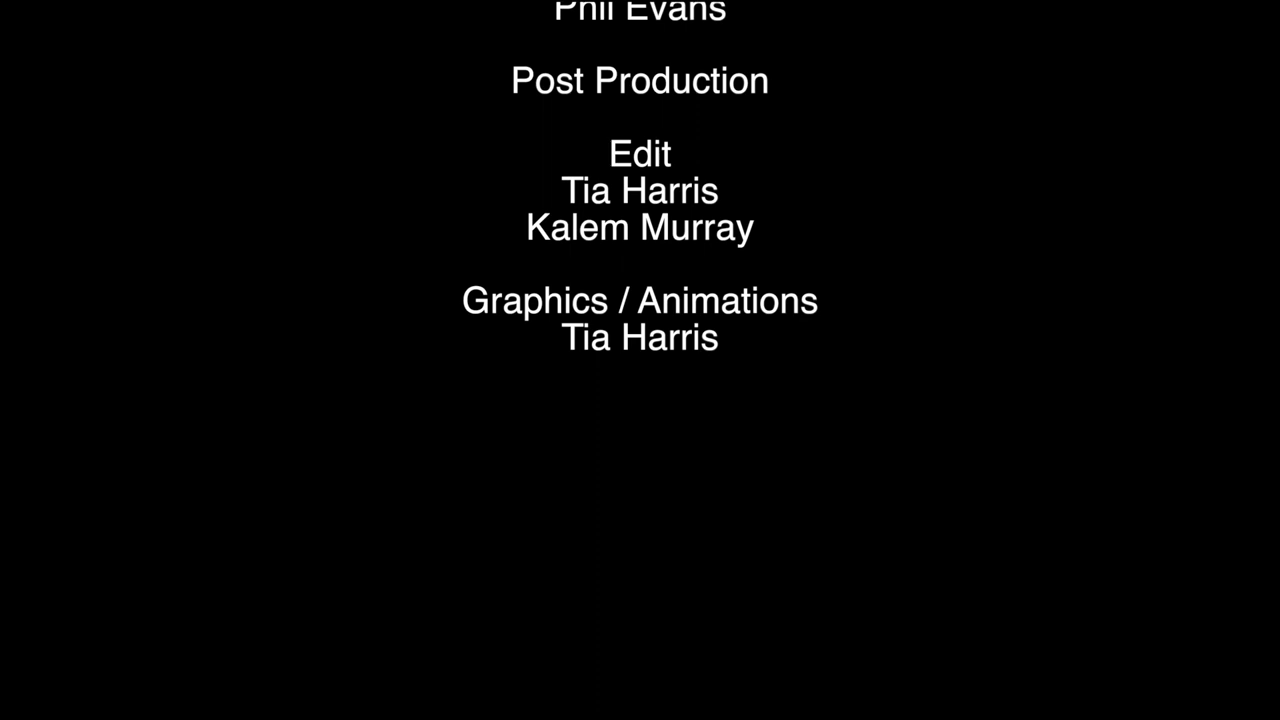 Phil Evans
Post Production
Edit
Tia Harris
Kalem Murray
Graphics / Animations
Tia Harris